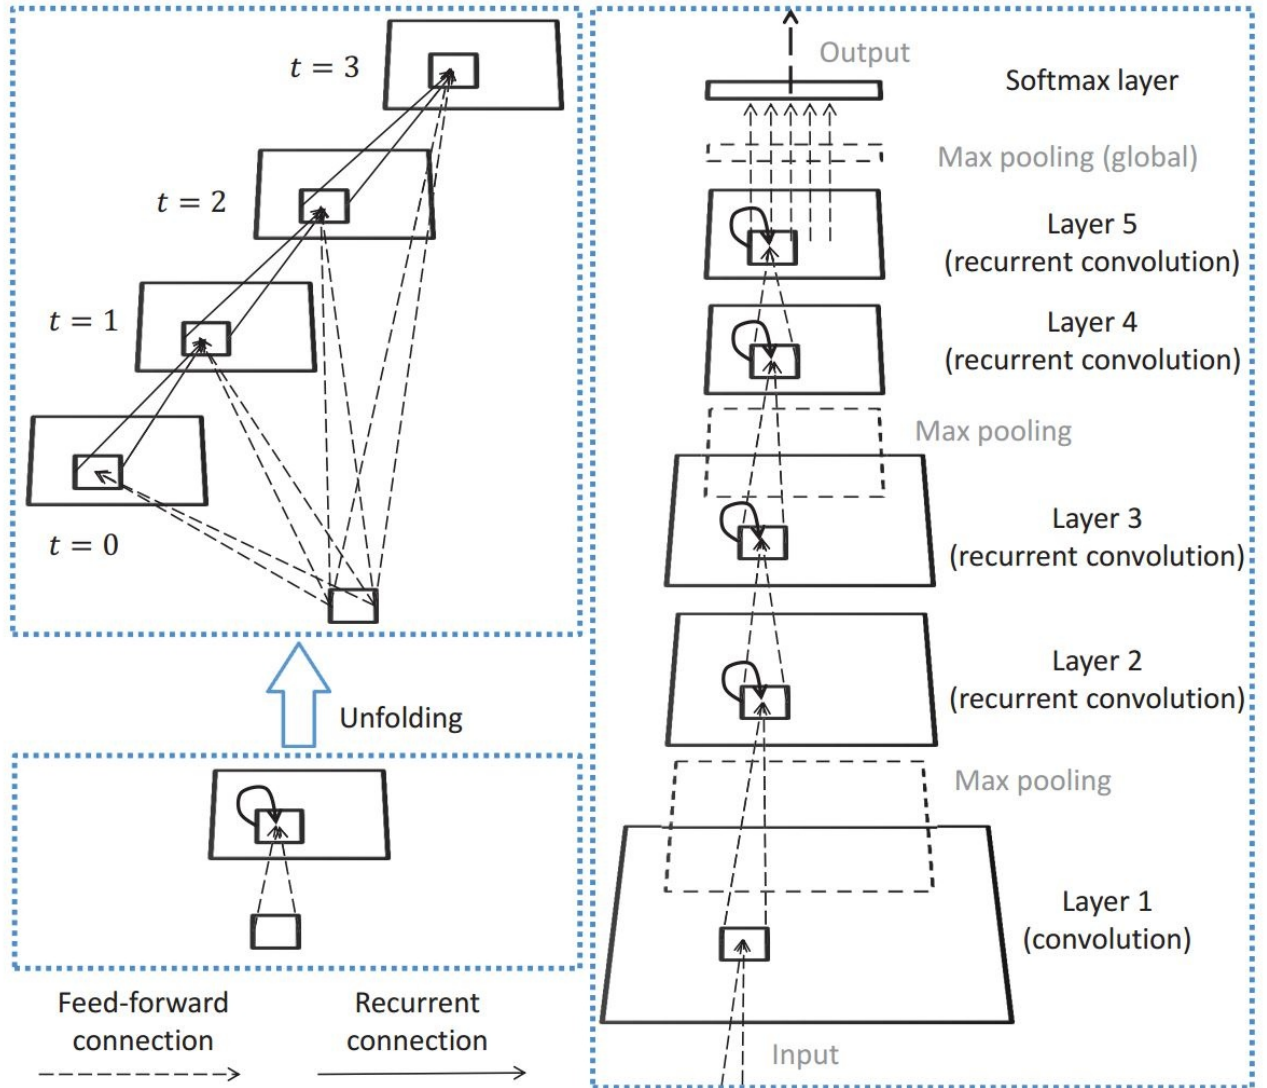 t = 3
t = 2
t = 1
t = 0
Unfolding
Feed-forward
connection
Recurrent
connection
Output
Softmax layer
Max pooling (global)
Layer 5
(recurrent convolution)
Layer 4
(recurrent convolution)
Max pooling
Layer 3
(recurrent convolution)
Layer 2
(recurrent convolution)
Max pooling
Layer 1
(convolution)
Input